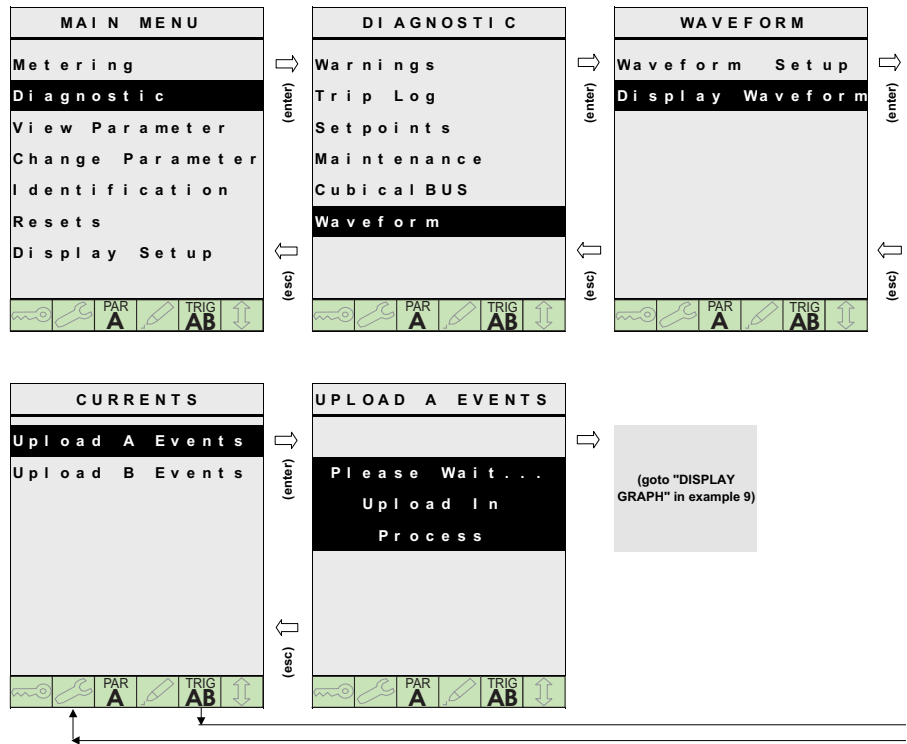 MAIN MENU
Metering
Diagnostic
View Parameter
Change Parameter
Identification
Resets
Display Setup
PAR
A
TRIG
AB
(enter)
(esc)
DIAGNOSTIC
Warnings
Trip Log
Setpoints
Maintenance
CubicalBUS
Waveform
PAR
A
TRIG
AB
(enter)
(esc)
WAVEFORM
Waveform Setup
Display Waveform
PAR
A
TRIG
AB
(enter)
(esc)
CURRENTS
Upload A Events
Upload B Events
PAR
A
TRIG
AB
(enter)
(esc)
UPLOAD A EVENTS
Please Wait...
Upload In
Process
PAR
A
TRIG
AB
(goto "DISPLAY
GRAPH" in example 9)